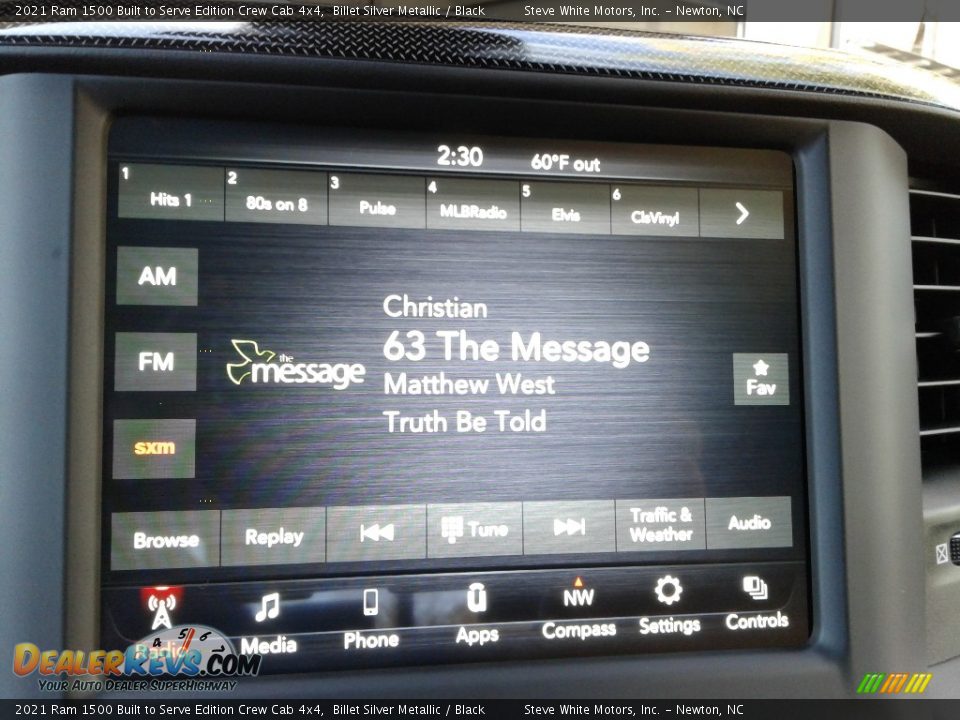 2021 Ram 1500 Built to Serve Edition Crew Cab 4x4, Billet Silver Metallic / Black Steve White Motors, Inc. – Newton, NC
2:30 60°F out
1 Hits 1 2 80s on 8 3 Pulse 4 MLBRadio 5 Elvis 6 ClsVinyl
AM
FM
sxm
the message
Christian
63 The Message
Matthew West
Truth Be Told
Fav
Browse Replay Tune Traffic & Weather Audio
NW
Radio Media Phone Apps Compass Settings Controls
4 5 6
DealerRevs.com
Your Auto Dealer SuperHighway
2021 Ram 1500 Built to Serve Edition Crew Cab 4x4, Billet Silver Metallic / Black Steve White Motors, Inc. – Newton, NC